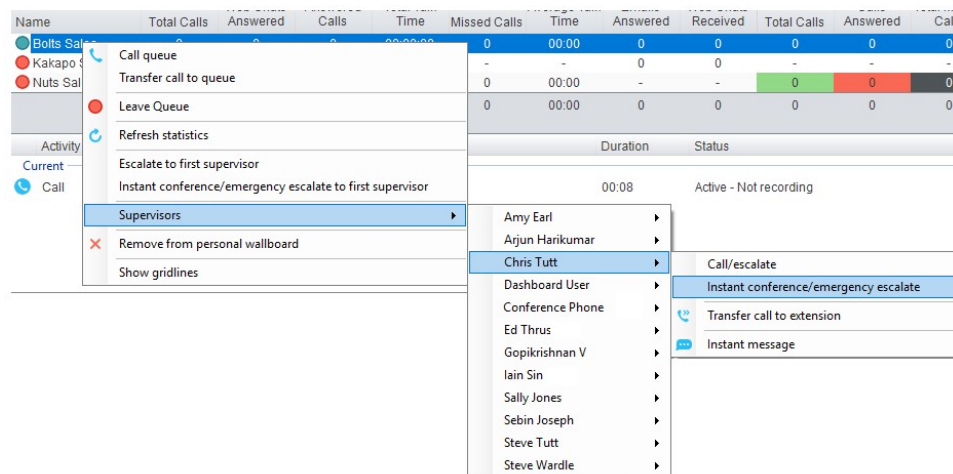 Name Total Calls Answered Calls Time Missed Calls Time Answered Received Total Calls Answered
Bolts 0 00:00 0 0 0 0 0
Kakapo - - 0 0 - - -
Nuts Sal 0 00:00 - - 0 0 0
0 00:00 0 0 0 0 0
Call queue
Transfer call to queue
Leave Queue
Refresh statistics
Escalate to first supervisor
Instant conference/emergency escalate to first supervisor
Supervisors
Remove from personal wallboard
Show gridlines
Activity Duration Status
Current
Call 00:08 Active - Not recording
Amy Earl
Arjun Harikumar
Chris Tutt
Dashboard User
Conference Phone
Ed Thrus
Gopikrishnan V
Iain Sin
Sally Jones
Sebin Joseph
Steve Tutt
Steve Wardle
Call/escalate
Instant conference/emergency escalate
Transfer call to extension
Instant message